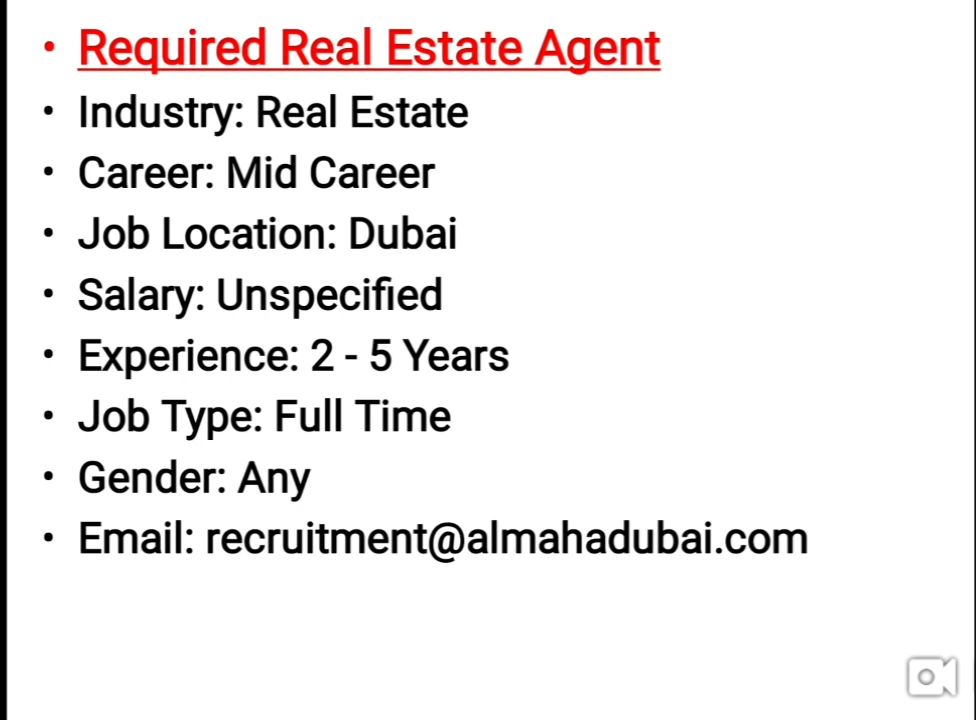 • Required Real Estate Agent
• Industry: Real Estate
• Career: Mid Career
• Job Location: Dubai
• Salary: Unspecified
• Experience: 2 - 5 Years
• Job Type: Full Time
• Gender: Any
• Email: recruitment@almahadubai.com